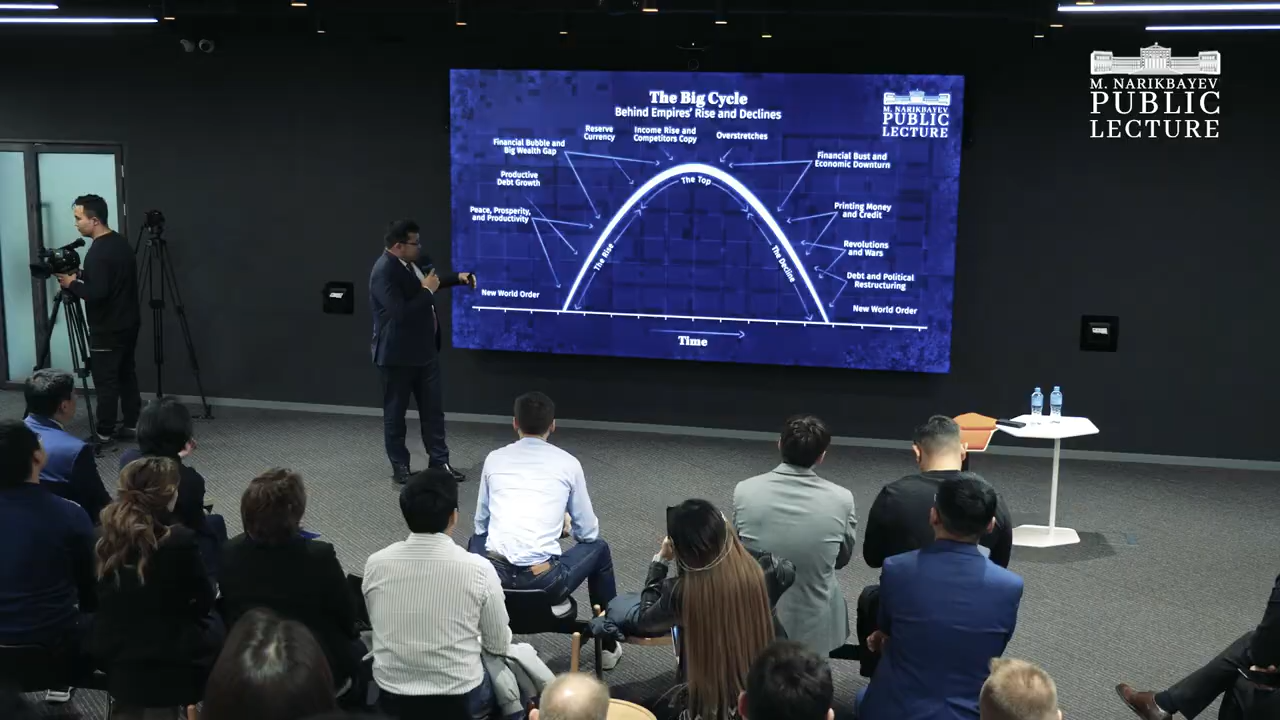 M. NARIKBAYEV
PUBLIC
LECTURE
The Big Cycle
Behind Empires' Rise and Declines
M. NARIKBAYEV
PUBLIC
LECTURE
Reserve
Currency
Income Rise and
Competitors Copy
Overstretches
Financial Bubble and
Big Wealth Gap
Financial Bust and
Economic Downturn
Productive
Debt Growth
The Top
Peace, Prosperity,
and Productivity
Printing Money
and Credit
The Rise
The Decline
Revolutions
and Wars
Debt and Political
Restructuring
New World Order
New World Order
Time